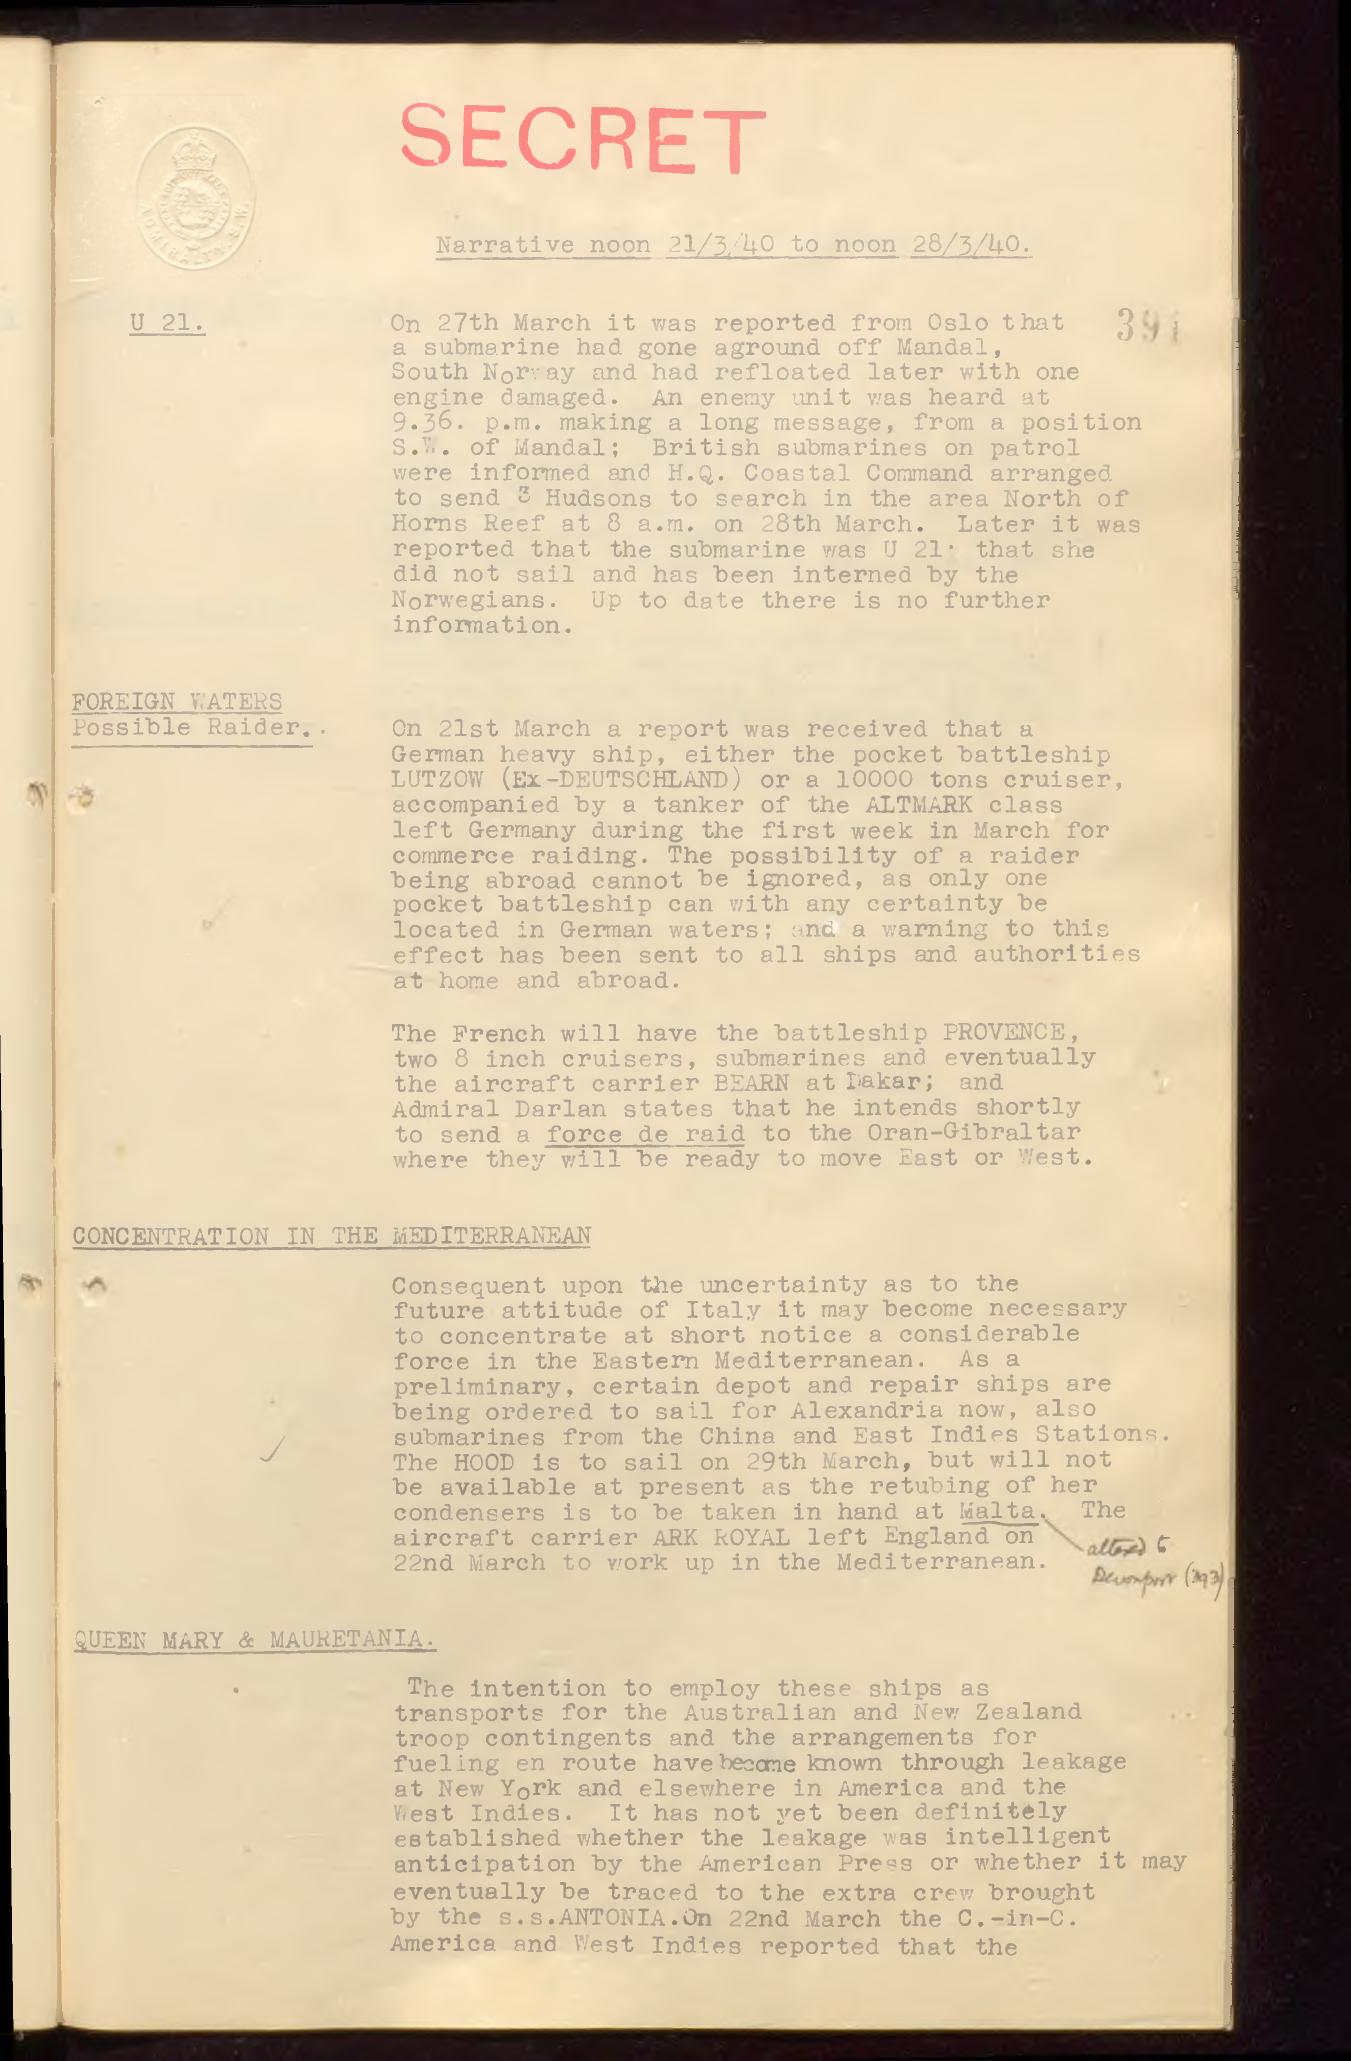 SECRET
ADMIRALTY. S.W.
Narrative noon 21/3/40 to noon 28/3/40.
391
U 21.
On 27th March it was reported from Oslo that
a submarine had gone aground off Mandal,
South Norway and had refloated later with one
engine damaged. An enemy unit was heard at
9.36. p.m. making a long message, from a position
S.W. of Mandal; British submarines on patrol
were informed and H.Q. Coastal Command arranged
to send 3 Hudsons to search in the area North of
Horns Reef at 8 a.m. on 28th March. Later it was
reported that the submarine was U 21: that she
did not sail and has been interned by the
Norwegians. Up to date there is no further
information.
FOREIGN WATERS
Possible Raider..
On 21st March a report was received that a
German heavy ship, either the pocket battleship
LUTZOW (Ex-DEUTSCHLAND) or a 10000 tons cruiser,
accompanied by a tanker of the ALTMARK class
left Germany during the first week in March for
commerce raiding. The possibility of a raider
being abroad cannot be ignored, as only one
pocket battleship can with any certainty be
located in German waters; and a warning to this
effect has been sent to all ships and authorities
at home and abroad.
The French will have the battleship PROVENCE,
two 8 inch cruisers, submarines and eventually
the aircraft carrier BEARN at Dakar; and
Admiral Darlan states that he intends shortly
to send a force de raid to the Oran-Gibraltar
where they will be ready to move East or West.
CONCENTRATION IN THE MEDITERRANEAN
Consequent upon the uncertainty as to the
future attitude of Italy it may become necessary
to concentrate at short notice a considerable
force in the Eastern Mediterranean. As a
preliminary, certain depot and repair ships are
being ordered to sail for Alexandria now, also
submarines from the China and East Indies Stations.
The HOOD is to sail on 29th March, but will not
be available at present as the retubing of her
condensers is to be taken in hand at Malta. The
aircraft carrier ARK ROYAL left England on
22nd March to work up in the Mediterranean.
altered to
Devonport (393)
QUEEN MARY & MAURETANIA.
The intention to employ these ships as
transports for the Australian and New Zealand
troop contingents and the arrangements for
fueling en route have become known through leakage
at New York and elsewhere in America and the
West Indies. It has not yet been definitely
established whether the leakage was intelligent
anticipation by the American Press or whether it may
eventually be traced to the extra crew brought
by the s.s.ANTONIA.On 22nd March the C.-in-C.
America and West Indies reported that the